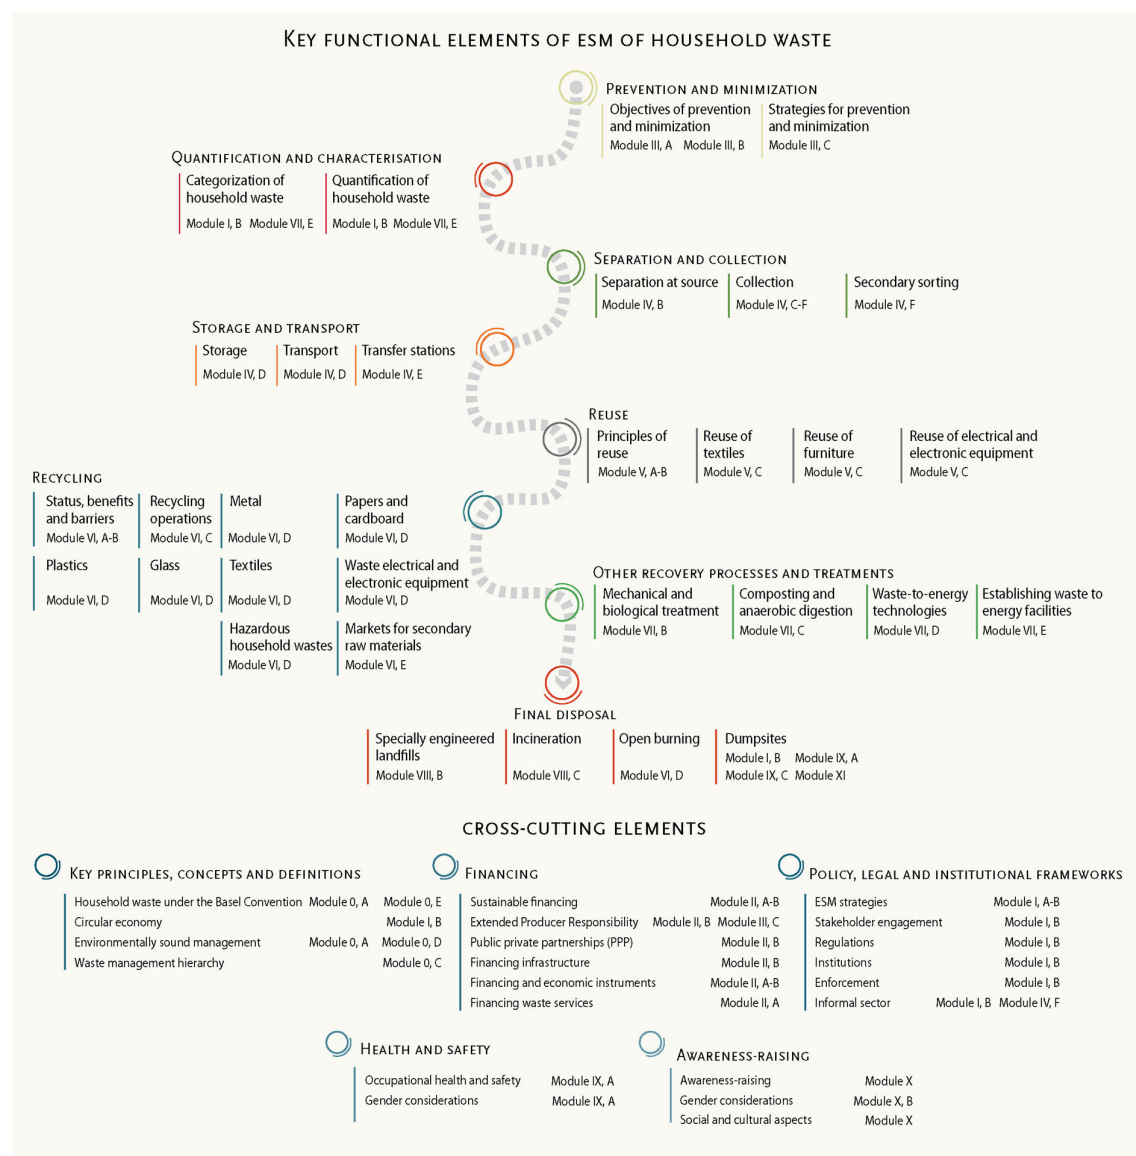 KEY FUNCTIONAL ELEMENTS OF ESM OF HOUSEHOLD WASTE
PREVENTION AND MINIMIZATION
Objectives of prevention
and minimization
Module III, A Module III, B
Strategies for prevention
and minimization
Module III, C
QUANTIFICATION AND CHARACTERISATION
Categorization of
household waste
Module I, B Module VII, E
Quantification of
household waste
Module I, B Module VII, E
SEPARATION AND COLLECTION
Separation at source
Module IV, B
Collection
Module IV, C-F
Secondary sorting
Module IV, F
STORAGE AND TRANSPORT
Storage
Module IV, D
Transport
Module IV, D
Transfer stations
Module IV, E
REUSE
Principles of
reuse
Module V, A-B
Reuse of
textiles
Module V, C
Reuse of
furniture
Module V, C
Reuse of electrical and
electronic equipment
Module V, C
RECYCLING
Status, benefits
and barriers
Module VI, A-B
Recycling
operations
Module VI, C
Metal
Module VI, D
Papers and
cardboard
Module VI, D
Plastics
Module VI, D
Glass
Module VI, D
Textiles
Module VI, D
Waste electrical and
electronic equipment
Module VI, D
Hazardous
household wastes
Module VI, D
Markets for secondary
raw materials
Module VI, E
OTHER RECOVERY PROCESSES AND TREATMENTS
Mechanical and
biological treatment
Module VII, B
Composting and
anaerobic digestion
Module VII, C
Waste-to-energy
technologies
Module VII, D
Establishing waste to
energy facilities
Module VII, E
FINAL DISPOSAL
Specially engineered
landfills
Module VIII, B
Incineration
Module VIII, C
Open burning
Module VI, D
Dumpsites
Module I, B Module IX, A
Module IX, C Module XI
CROSS-CUTTING ELEMENTS
KEY PRINCIPLES, CONCEPTS AND DEFINITIONS
Household waste under the Basel Convention Module 0, A Module 0, E
Circular economy Module I, B
Environmentally sound management Module 0, A Module 0, D
Waste management hierarchy Module 0, C
FINANCING
Sustainable financing Module II, A-B
Extended Producer Responsibility Module II, B Module III, C
Public private partnerships (PPP) Module II, B
Financing infrastructure Module II, B
Financing and economic instruments Module II, A-B
Financing waste services Module II, A
POLICY, LEGAL AND INSTITUTIONAL FRAMEWORKS
ESM strategies Module I, A-B
Stakeholder engagement Module I, B
Regulations Module I, B
Institutions Module I, B
Enforcement Module I, B
Informal sector Module I, B Module IV, F
HEALTH AND SAFETY
Occupational health and safety Module IX, A
Gender considerations Module IX, A
AWARENESS-RAISING
Awareness-raising Module X
Gender considerations Module X, B
Social and cultural aspects Module X